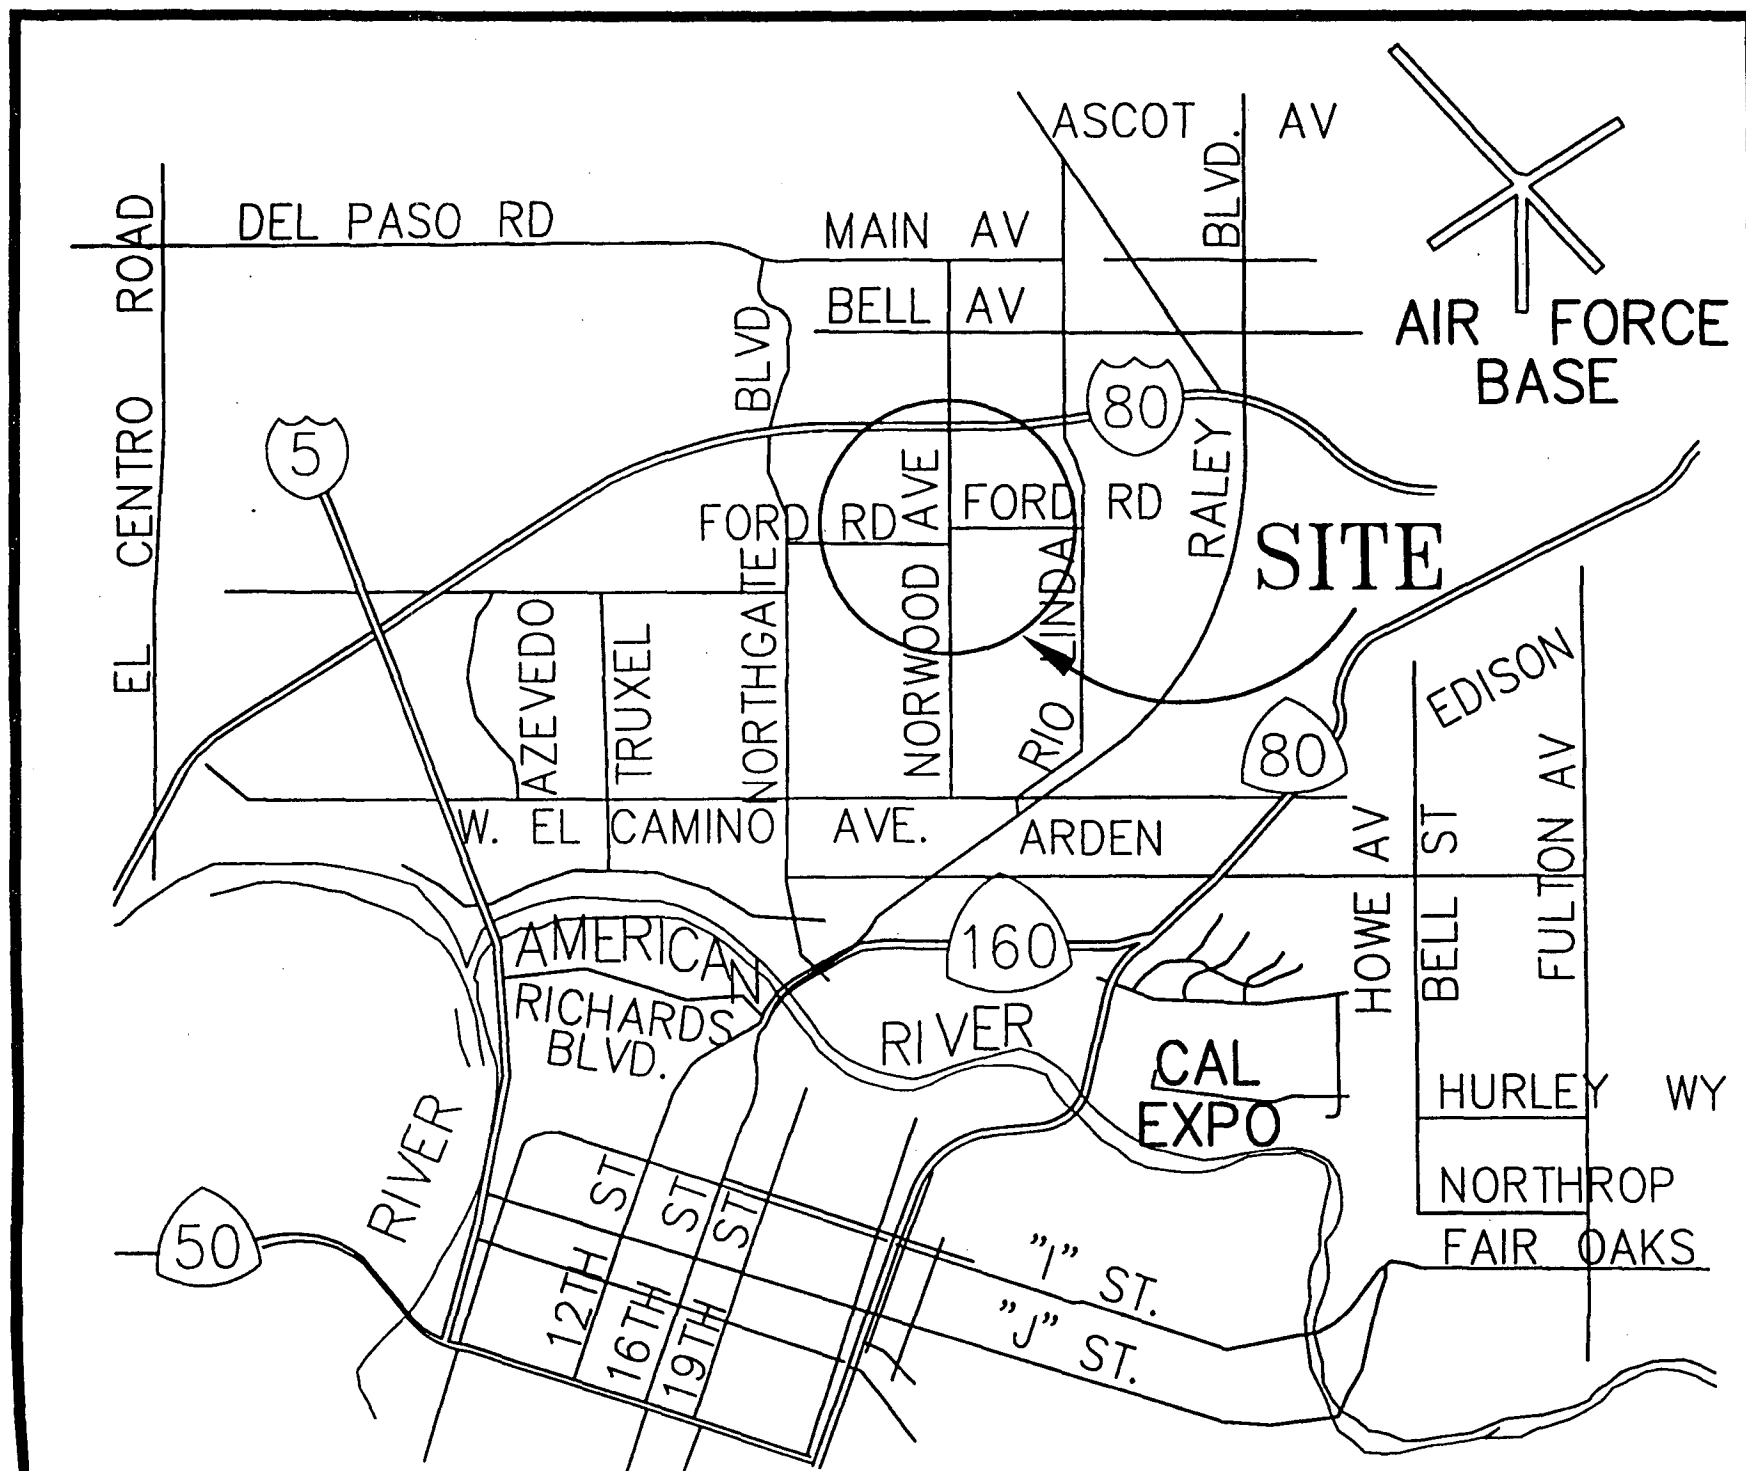 ASCOT AV
DEL PASO RD
MAIN AV
BELL AV
AIR FORCE
BASE
EL CENTRO ROAD
NORTHGATE BLVD
RALEY BLVD.
5
80
FORD RD
FORD RD
NORWOOD AVE
RIO LINDA
SITE
AZEVEDO
TRUXEL
EDISON
80
W. EL CAMINO AVE.
ARDEN
HOWE AV
BELL ST
FULTON AV
AMERICAN
RIVER
160
RICHARDS
BLVD.
CAL
EXPO
HURLEY WY
RIVER
NORTHROP
FAIR OAKS
50
12TH ST
16TH ST
19TH ST
"I" ST.
"J" ST.